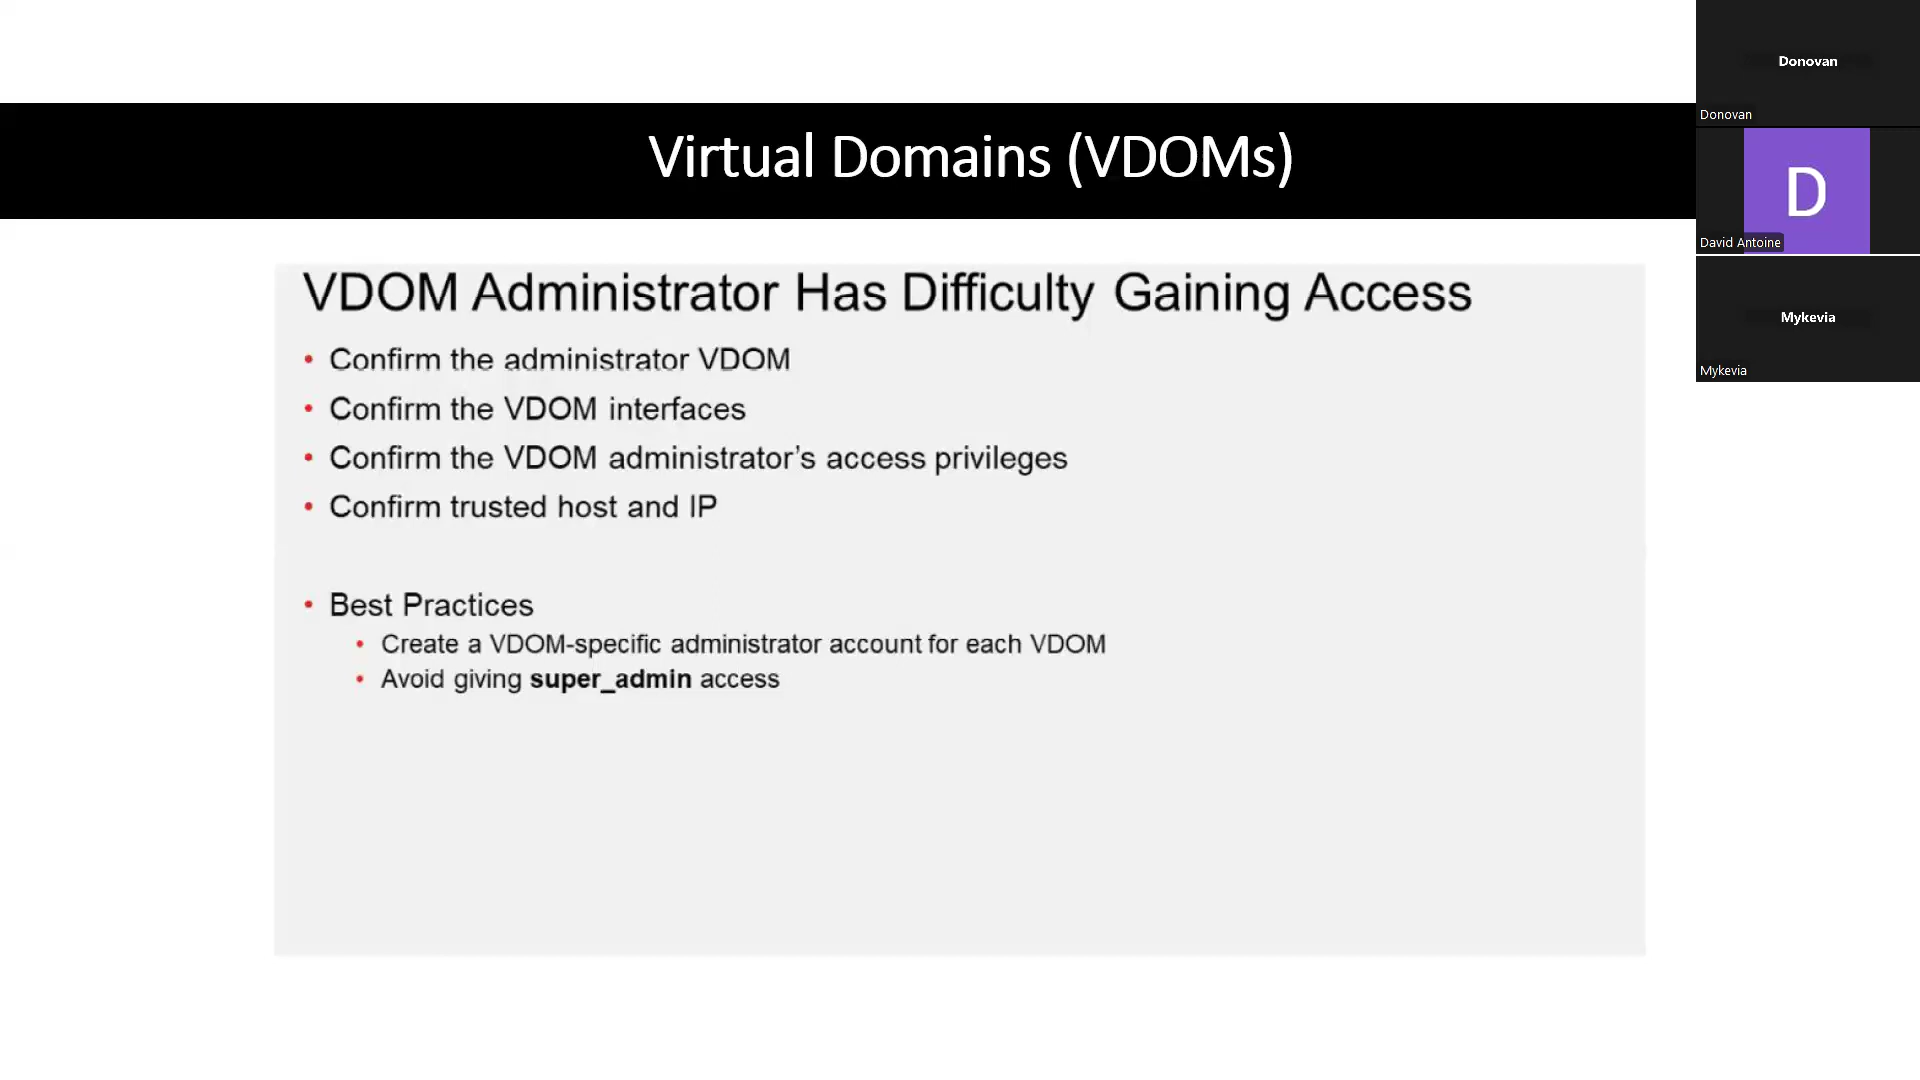 Virtual Domains (VDOMs)
VDOM Administrator Has Difficulty Gaining Access
• Confirm the administrator VDOM
• Confirm the VDOM interfaces
• Confirm the VDOM administrator’s access privileges
• Confirm trusted host and IP
• Best Practices
• Create a VDOM-specific administrator account for each VDOM
• Avoid giving super_admin access
Donovan
Donovan
D
David Antoine
Mykevia
Mykevia